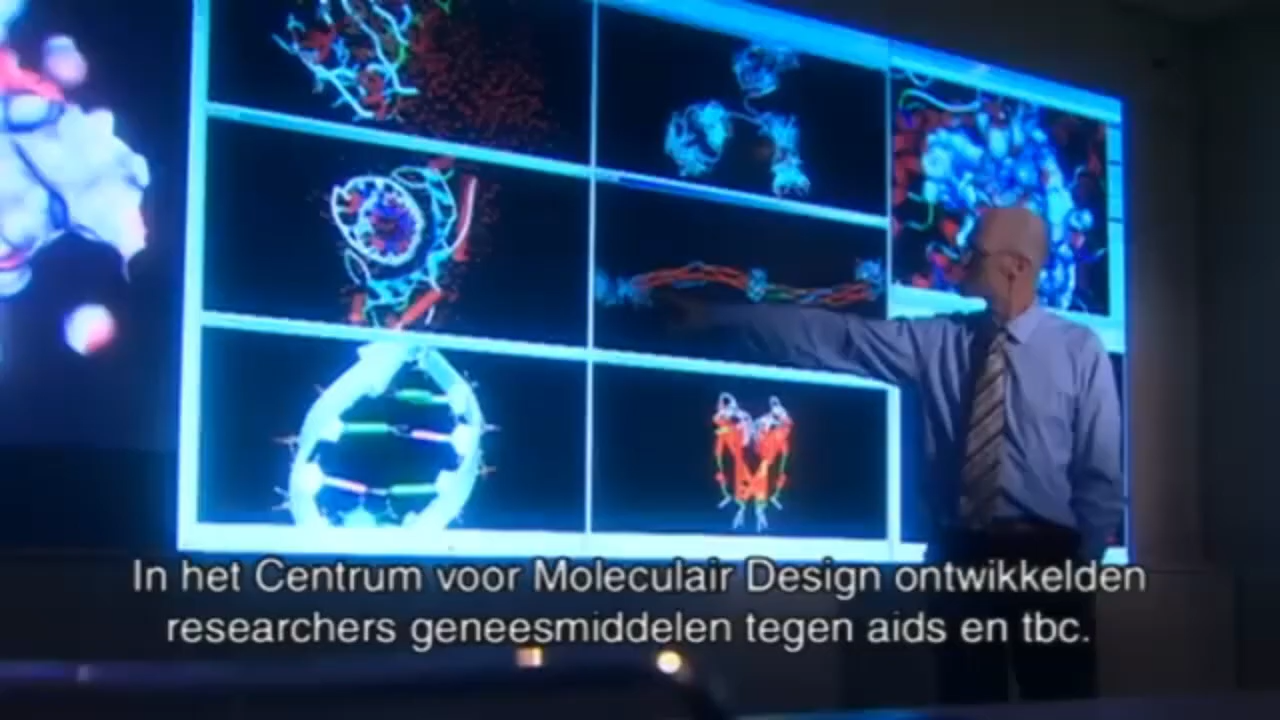 In het Centrum voor Moleculair Design ontwikkelden
researchers geneesmiddelen tegen aids en tbc.